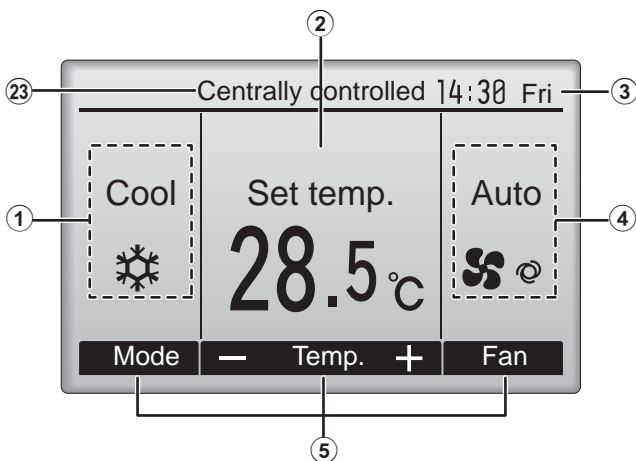 2
23 Centrally controlled 14:30 Fri 3
1 Cool Set temp. Auto 4
28.5°C
Mode − Temp. + Fan
5